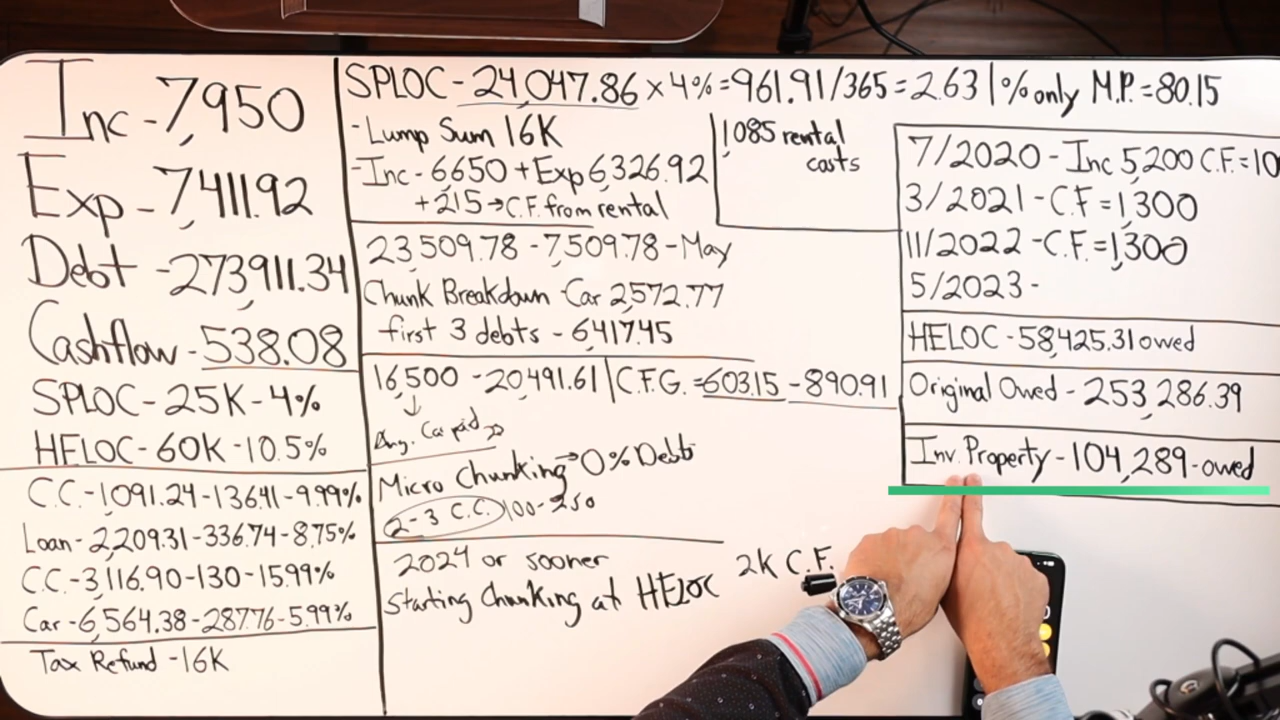 Inc - 7,950
Exp - 7,411.92
Debt - 273,911.34
Cashflow - 538.08
SPLOC - 25K - 4%
HELOC - 60K - 10.5%
C.C. - 1091.24 - 136.41 - 9.99%
Loan - 2,209.31 - 336.74 - 8.75%
C.C. - 3,116.90 - 130 - 15.99%
Car - 6,564.38 - 287.76 - 5.99%
Tax Refund - 16K
SPLOC - 24,047.86 x 4% = 961.91/365 = 2.63 | % only M.P. = 80.15
- Lump Sum 16K
- Inc - 6650 + Exp 6,326.92
+ 215 → C.F. from rental
1,085 rental
costs
23,509.78 - 7,509.78 - May
Chunk Breakdown - Car 2,572.77
first 3 debts - 6,417.45
16,500 - 20,491.61 | C.F.G. = 603.15 - 890.91
Car paid
Micro Chunking → 0% Debt
2-3 C.C. 100-250
2024 or sooner
Starting Chunking at HELOC 2K C.F.
7/2020 - Inc 5,200 C.F. = 10
3/2021 - C.F = 1,300
11/2022 - C.F. = 1,300
5/2023 -
HELOC - 58,425.31 owed
Original Owed - 253,286.39
Inv. Property - 104,289 - owed